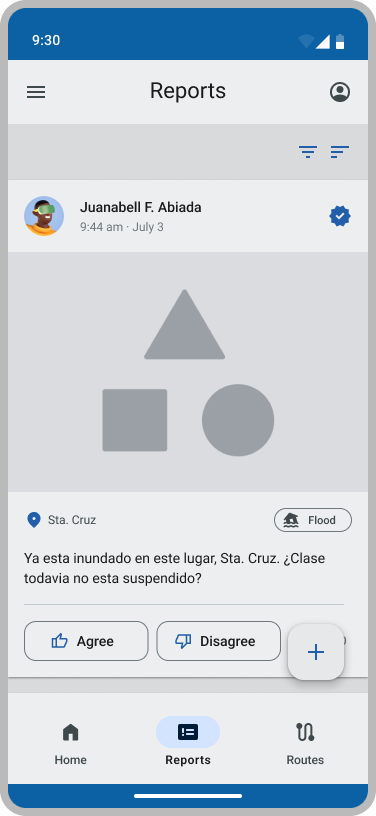 9:30
Reports
Juanabell F. Abiada
9:44 am · July 3
Sta. Cruz
Flood
Ya esta inundado en este lugar, Sta. Cruz. ¿Clase
todavia no esta suspendido?
Agree
Disagree
Home
Reports
Routes